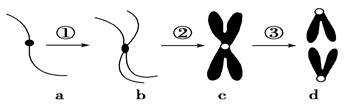 ① ② ③
a b c d